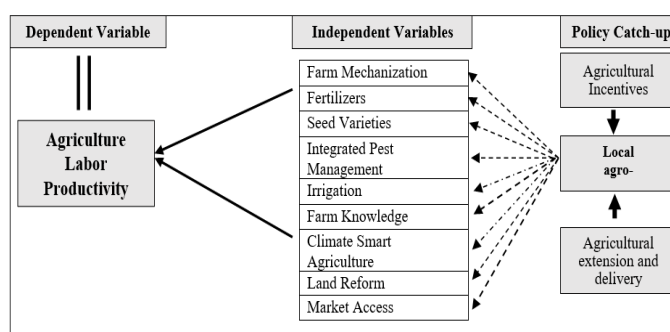 Dependent Variable
Independent Variables
Policy Catch-up
Agriculture
Labor
Productivity
Farm Mechanization
Fertilizers
Seed Varieties
Integrated Pest
Management
Irrigation
Farm Knowledge
Climate Smart
Agriculture
Land Reform
Market Access
Agricultural
Incentives
Local
agro-
Agricultural
extension and
delivery